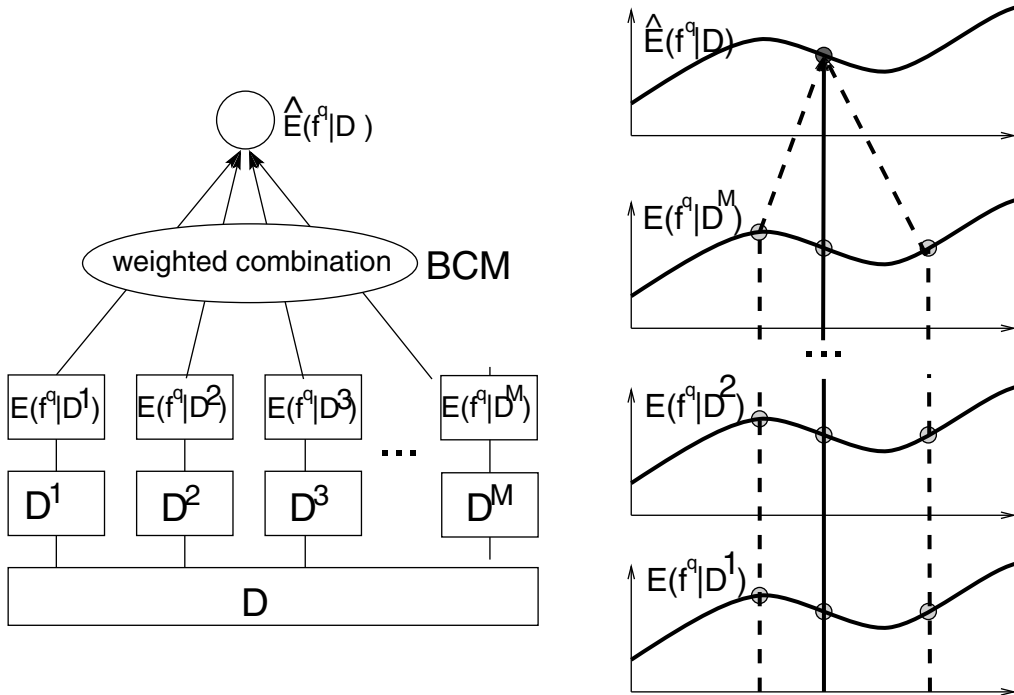 Ê(f^q|D )
weighted combination
BCM
E(f^q|D^1)
E(f^q|D^2)
E(f^q|D^3)
E(f^q|D^M)
...
D^1
D^2
D^3
D^M
D
Ê(f^q|D)
E(f^q|D^M)
...
E(f^q|D^2)
E(f^q|D^1)